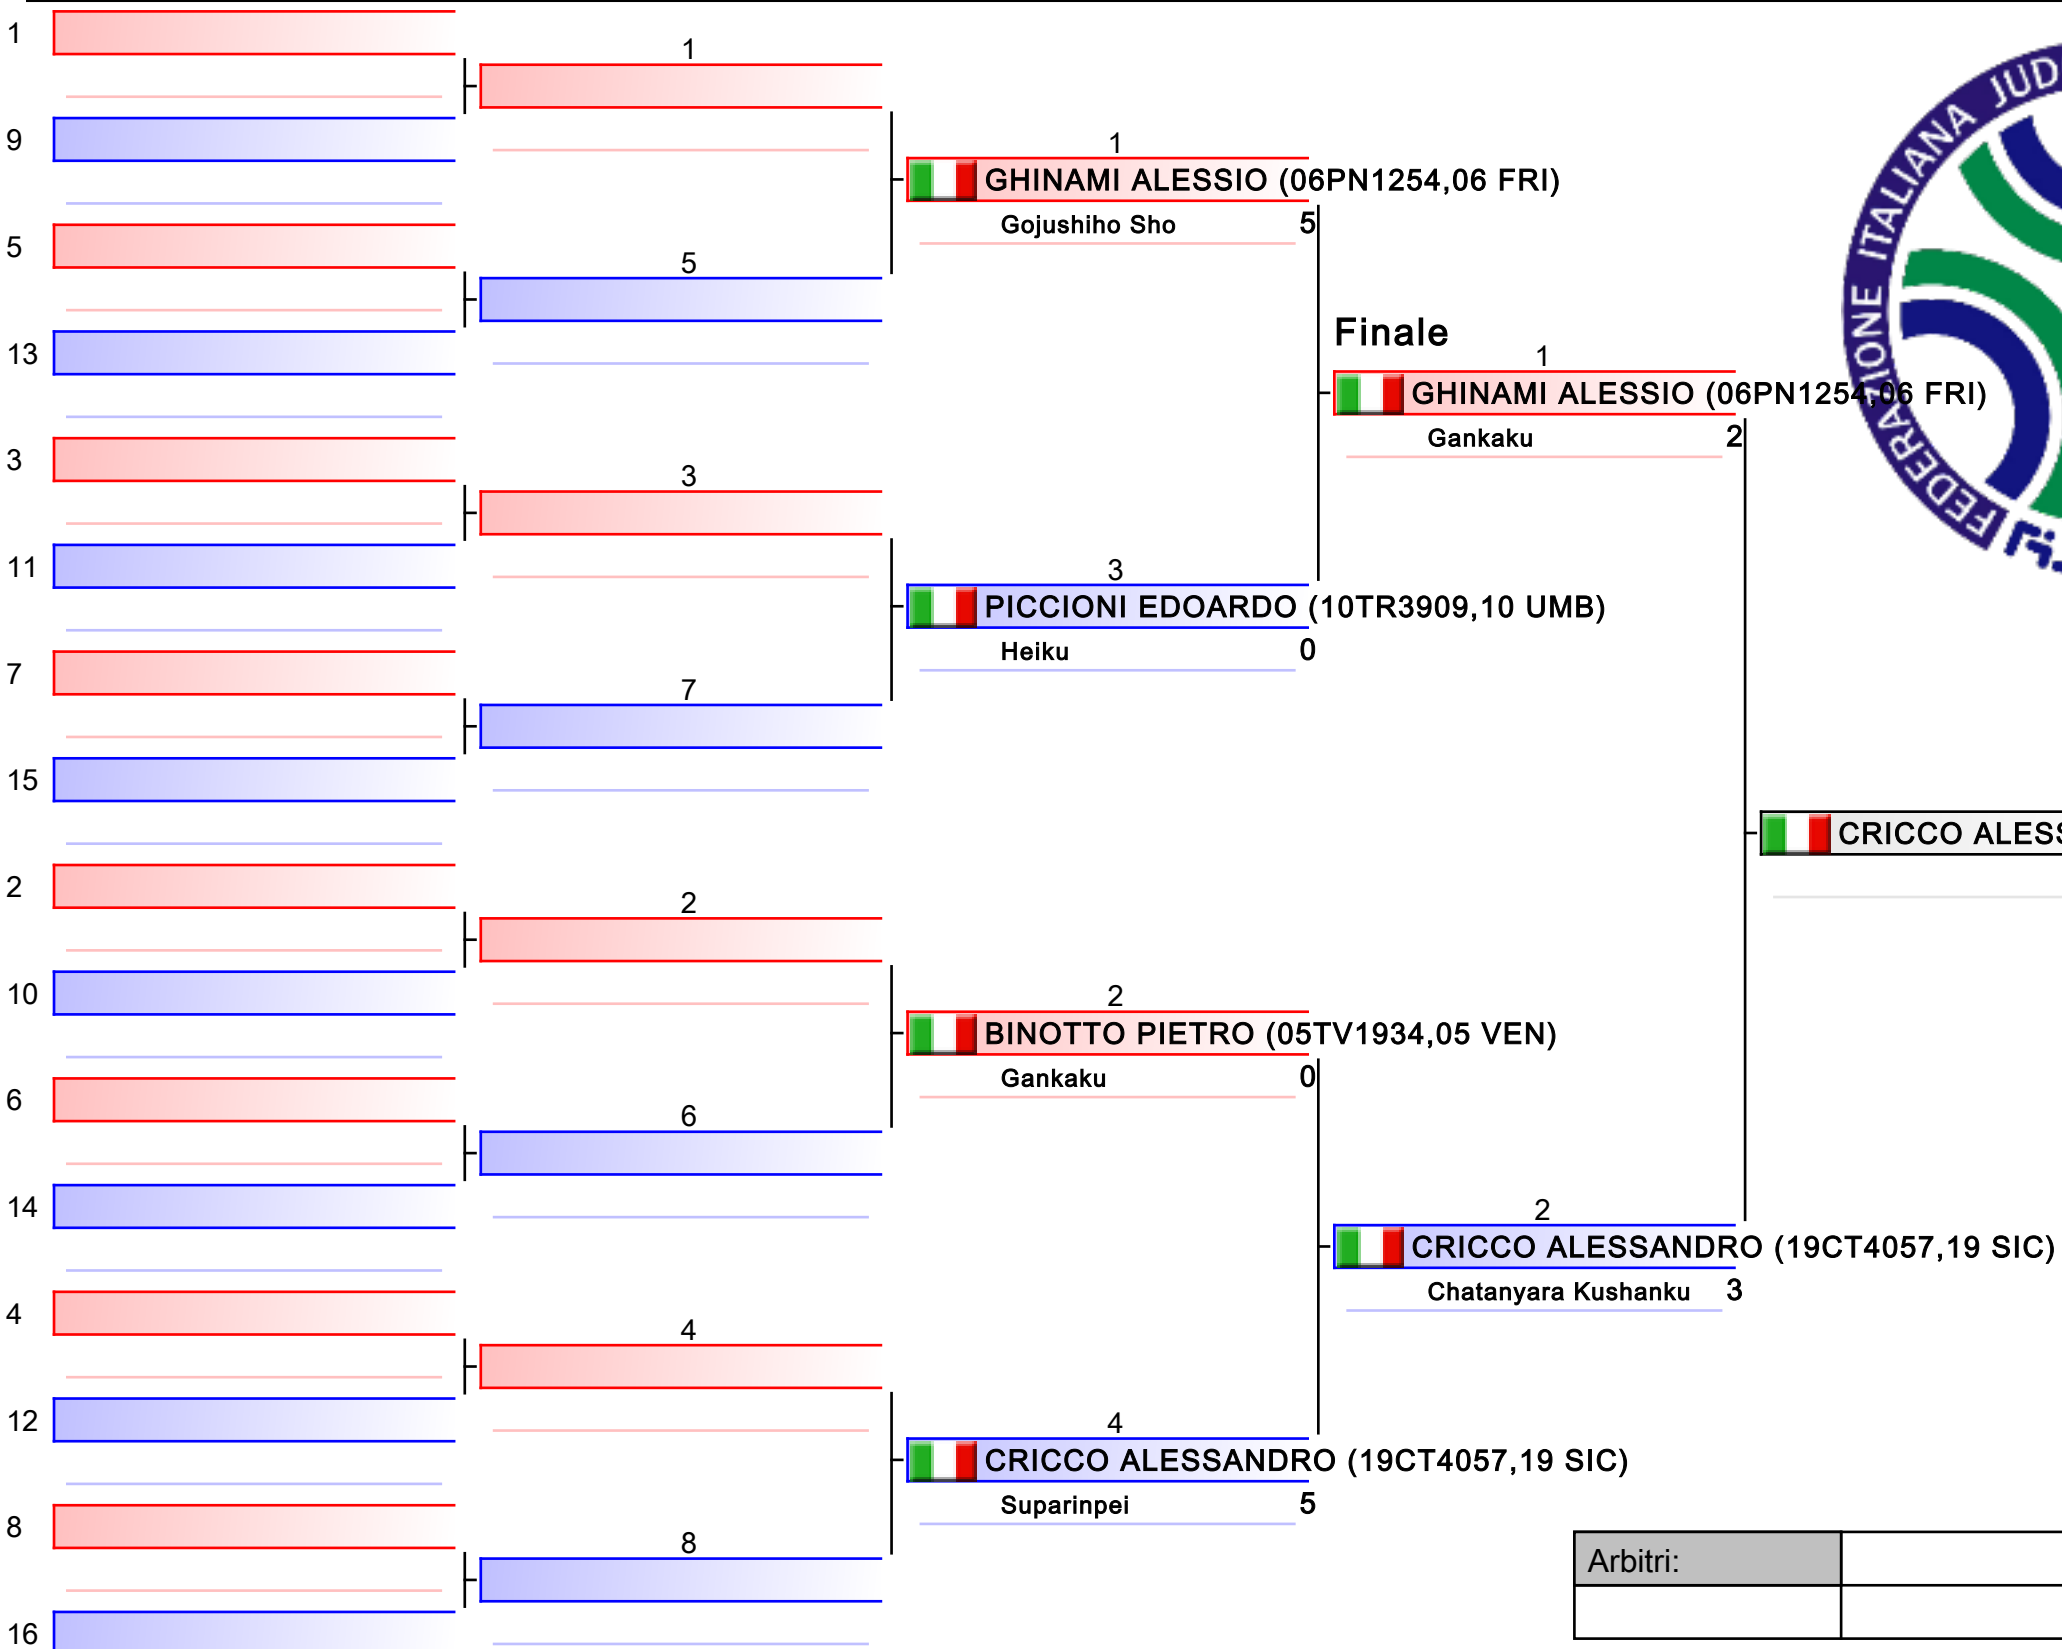 1
9
5
13
3
11
7
15
2
10
6
14
4
12
8
16
1
5
3
7
2
6
4
8
1
GHINAMI ALESSIO (06PN1254,06 FRI)
Gojushiho Sho 5
3
PICCIONI EDOARDO (10TR3909,10 UMB)
Heiku 0
2
BINOTTO PIETRO (05TV1934,05 VEN)
Gankaku 0
4
CRICCO ALESSANDRO (19CT4057,19 SIC)
Suparinpei 5
Finale
1
GHINAMI ALESSIO (06PN1254,06 FRI)
Gankaku 2
2
CRICCO ALESSANDRO (19CT4057,19 SIC)
Chatanyara Kushanku 3
CRICCO ALESS
FEDERAZIONE ITALIANA JUD
Arbitri: